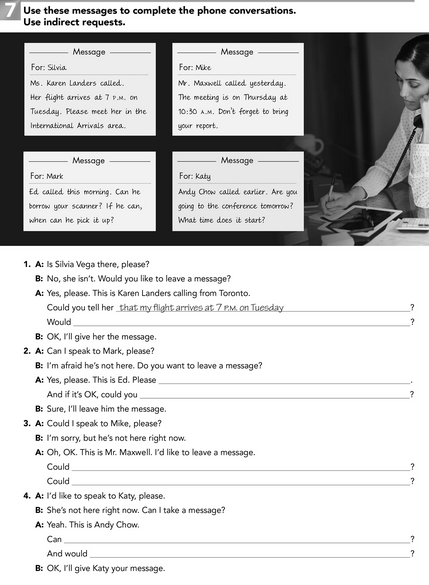 7 Use these messages to complete the phone conversations.
Use indirect requests.
Message
For: Silvia
Ms. Karen Landers called.
Her flight arrives at 7 P.M. on
Tuesday. Please meet her in the
International Arrivals area.
Message
For: Mike
Mr. Maxwell called yesterday.
The meeting is on Thursday at
10:30 A.M. Don't forget to bring
your report.
Message
For: Mark
Ed called this morning. Can he
borrow your scanner? If he can,
when can he pick it up?
Message
For: Katy
Andy Chow called earlier. Are you
going to the conference tomorrow?
What time does it start?
1. A: Is Silvia Vega there, please?
B: No, she isn't. Would you like to leave a message?
A: Yes, please. This is Karen Landers calling from Toronto.
Could you tell her that my flight arrives at 7 P.M. on Tuesday ?
Would ?
B: OK, I'll give her the message.
2. A: Can I speak to Mark, please?
B: I'm afraid he's not here. Do you want to leave a message?
A: Yes, please. This is Ed. Please .
And if it's OK, could you ?
B: Sure, I'll leave him the message.
3. A: Could I speak to Mike, please?
B: I'm sorry, but he's not here right now.
A: Oh, OK. This is Mr. Maxwell. I'd like to leave a message.
Could ?
Could ?
4. A: I'd like to speak to Katy, please.
B: She's not here right now. Can I take a message?
A: Yeah. This is Andy Chow.
Can ?
And would ?
B: OK, I'll give Katy your message.